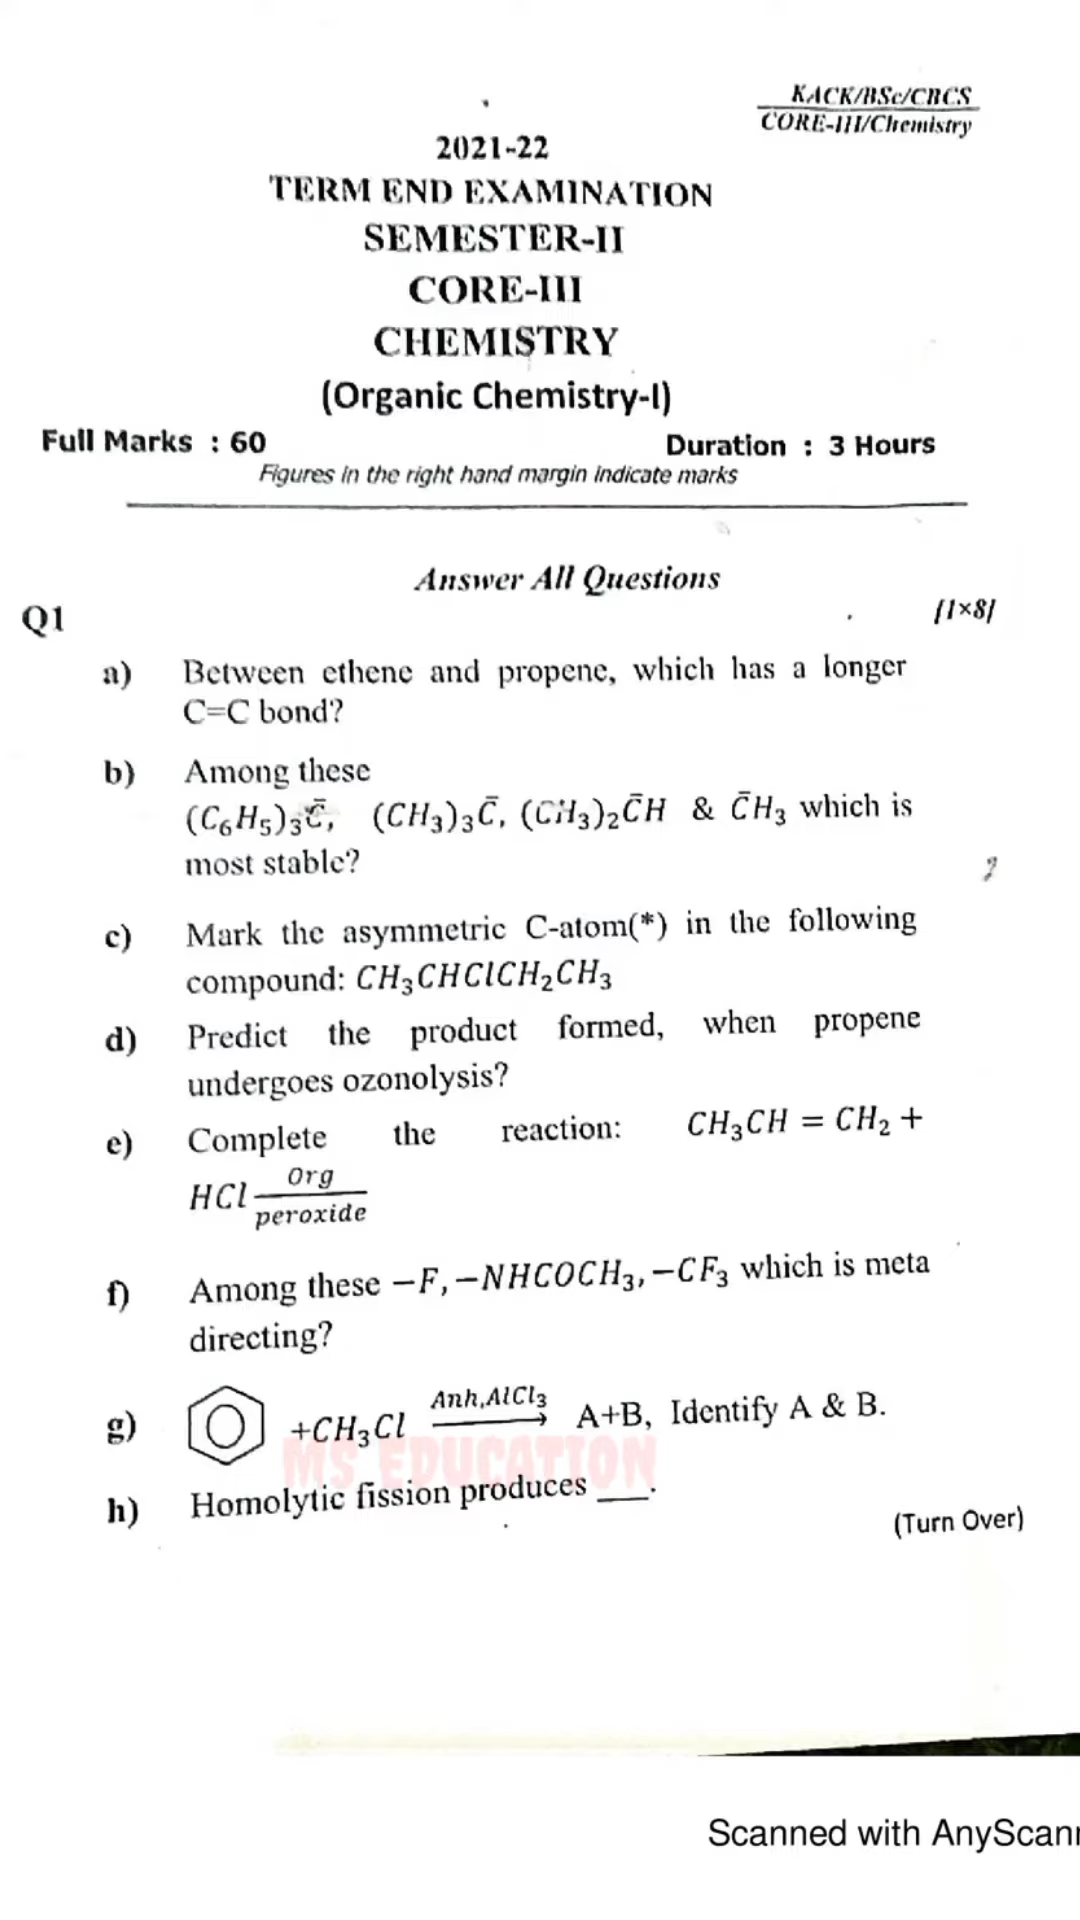 KACK/BSc/CBCS
CORE-III/Chemistry
2021-22
TERM END EXAMINATION
SEMESTER-II
CORE-III
CHEMISTRY
(Organic Chemistry-I)
Full Marks : 60 Duration : 3 Hours
Figures in the right hand margin indicate marks
Answer All Questions
Q1 [1×8]
a) Between ethene and propene, which has a longer
C=C bond?
b) Among these
(C₆H₅)₃C̄, (CH₃)₃C̄, (CH₃)₂C̄H & C̄H₃ which is
most stable?
c) Mark the asymmetric C-atom(*) in the following
compound: CH₃CHClCH₂CH₃
d) Predict the product formed, when propene
undergoes ozonolysis?
e) Complete the reaction: CH₃CH = CH₂ +
HCl Org
peroxide
f) Among these −F, −NHCOCH₃, −CF₃ which is meta
directing?
g) +CH₃Cl Anh,AlCl₃ → A+B, Identify A & B.
MS EDUCATION
h) Homolytic fission produces ___.
(Turn Over)
Scanned with AnyScann